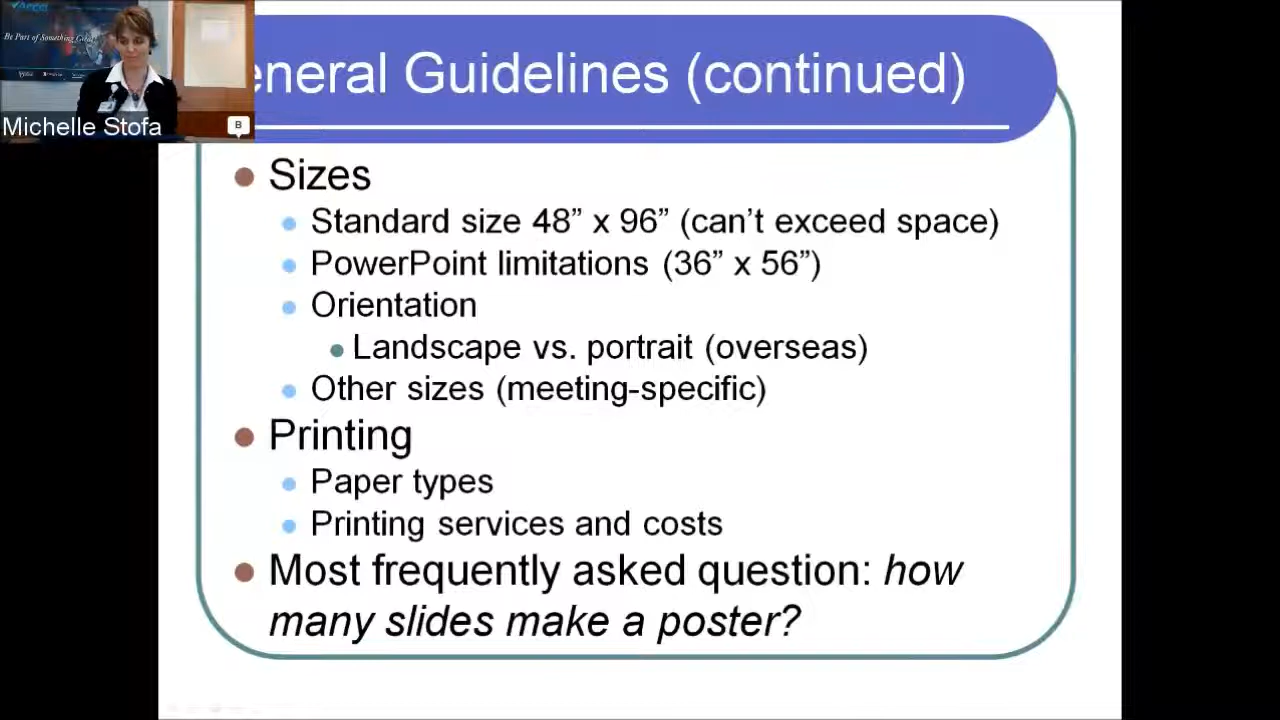 Be Part of Something Great
Michelle Stofa
B
eneral Guidelines (continued)
Sizes
Standard size 48” x 96” (can’t exceed space)
PowerPoint limitations (36” x 56”)
Orientation
Landscape vs. portrait (overseas)
Other sizes (meeting-specific)
Printing
Paper types
Printing services and costs
Most frequently asked question: how
many slides make a poster?